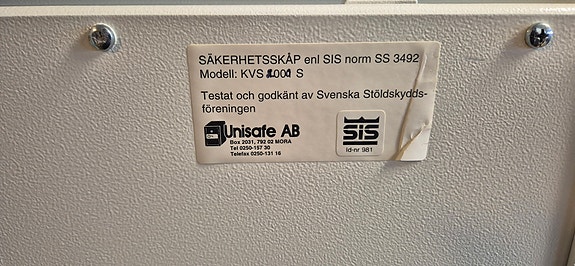 SÄKERHETSSKÅP enl SIS norm SS 3492
Modell: KVS S
Testat och godkänt av Svenska Stöldskydds-
föreningen
Unisafe AB
Box 2031, 792 02 MORA
Tel 0250-157 30
Telefax 0250-131 16
SIS
Id-nr 981